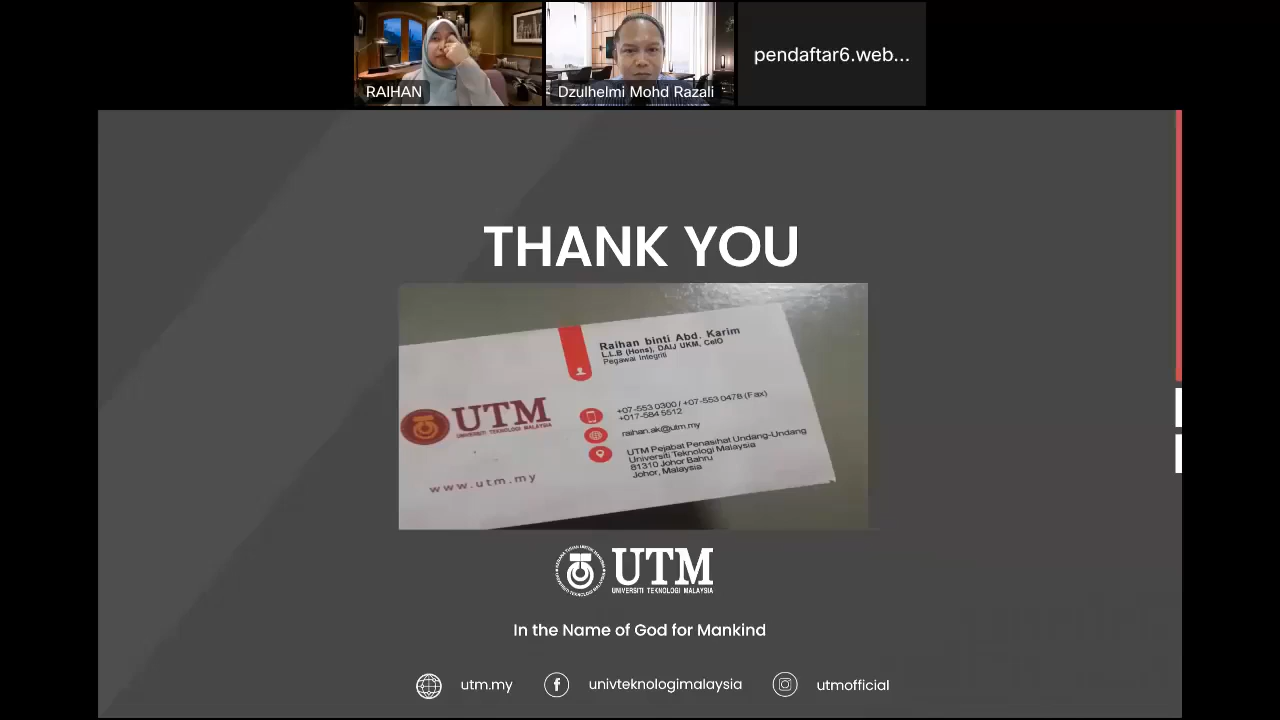 RAIHAN
Dzulhelmi Mohd Razali
pendaftar6.web...
THANK YOU
Raihan binti Abd. Karim
L.L.B (Hons), DAIJ UKM, CeIO
Pegawai Integriti
+07-553 0300 / +07-553 0478 (Fax)
+017-584 5512
raihan.ak@utm.my
UTM Pejabat Penasihat Undang-Undang
Universiti Teknologi Malaysia
81310 Johor Bahru
Johor, Malaysia
UTM
UNIVERSITI TEKNOLOGI MALAYSIA
www.utm.my
UTM
UNIVERSITI TEKNOLOGI MALAYSIA
In the Name of God for Mankind
utm.my
univteknologimalaysia
utmofficial